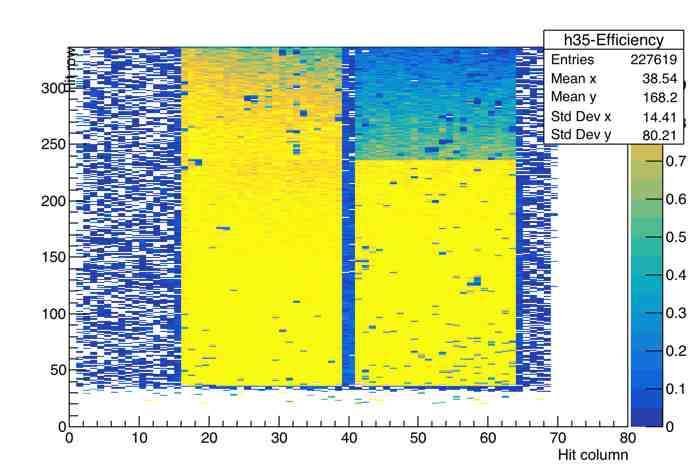 h35-Efficiency
Entries 227619
Mean x 38.54
Mean y 168.2
Std Dev x 14.41
Std Dev y 80.21
300
250
200
150
100
50
0
0 10 20 30 40 50 60 70 80
Hit column
0.7
0.6
0.5
0.4
0.3
0.2
0.1
0